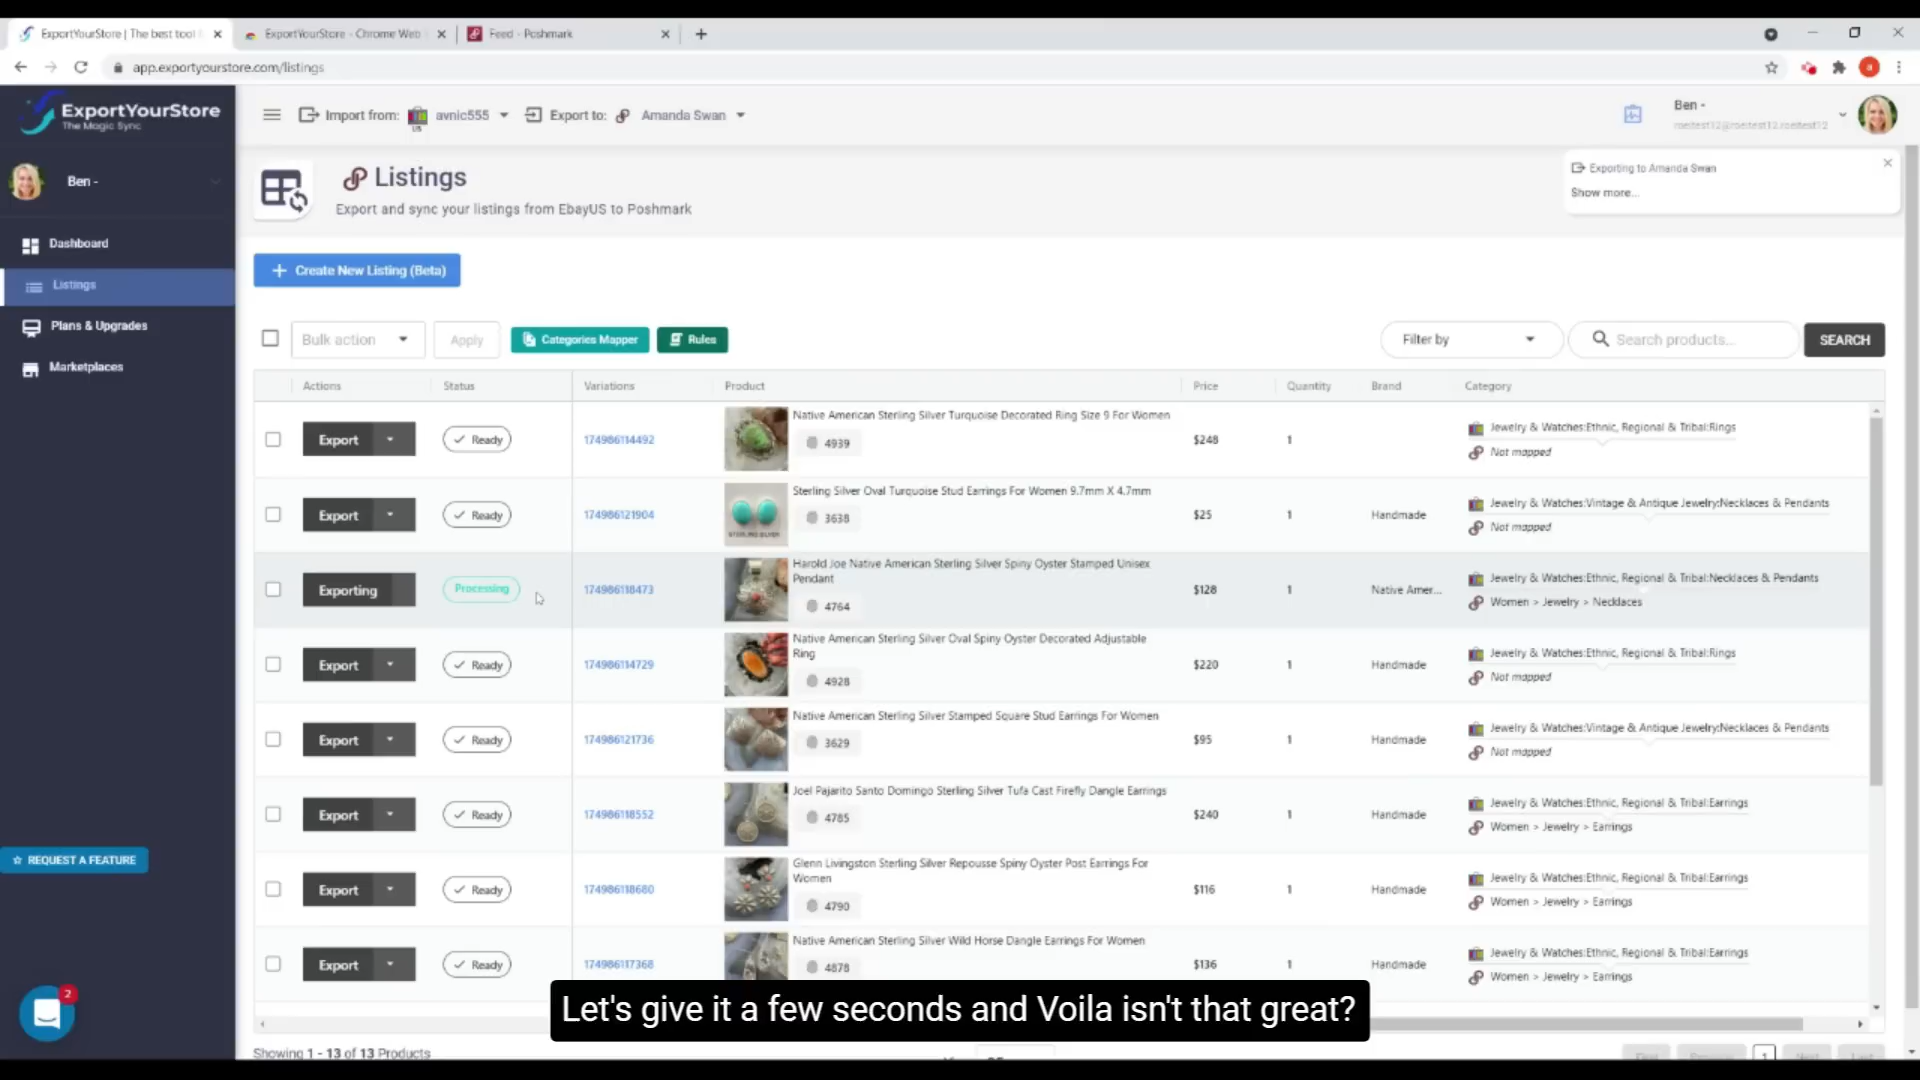 ExportYourStore | The best tool
ExportYourStore - Chrome Web
Feed - Poshmark
app.exportyourstore.com/listings
ExportYourStore
The Magic Sync
Import from: avnic555
Export to: Amanda Swan
Ben -
Ben -
Exporting to Amanda Swan
Show more...
Dashboard
Listings
Plans & Upgrades
Marketplaces
REQUEST A FEATURE
2
Listings
Export and sync your listings from EbayUS to Poshmark
+ Create New Listing (Beta)
Bulk action Apply Categories Mapper Rules Filter by Search products... SEARCH
Actions Status Variations Product Price Quantity Brand Category
Native American Sterling Silver Turquoise Decorated Ring Size 9 For Women
Export Ready 174986114492 4939 $248 1
Jewelry & Watches:Ethnic, Regional & Tribal:Rings
Not mapped
Sterling Silver Oval Turquoise Stud Earrings For Women 9.7mm X 4.7mm
Export Ready 174986121904 3638 $25 1 Handmade
Jewelry & Watches:Vintage & Antique Jewelry:Necklaces & Pendants
Not mapped
STERLING SILVER
Harold Joe Native American Sterling Silver Spiny Oyster Stamped Unisex
Pendant
Exporting Processing 174986118473 4764 $128 1 Native Amer...
Jewelry & Watches:Ethnic, Regional & Tribal:Necklaces & Pendants
Women > Jewelry > Necklaces
Native American Sterling Silver Oval Spiny Oyster Decorated Adjustable
Ring
Export Ready 174986114729 4928 $220 1 Handmade
Jewelry & Watches:Ethnic, Regional & Tribal:Rings
Not mapped
Native American Sterling Silver Stamped Square Stud Earrings For Women
Export Ready 174986121736 3629 $95 1 Handmade
Jewelry & Watches:Vintage & Antique Jewelry:Necklaces & Pendants
Not mapped
Joel Pajarito Santo Domingo Sterling Silver Tufa Cast Firefly Dangle Earrings
Export Ready 174986118552 4785 $240 1 Handmade
Jewelry & Watches:Ethnic, Regional & Tribal:Earrings
Women > Jewelry > Earrings
Glenn Livingston Sterling Silver Repousse Spiny Oyster Post Earrings For
Women
Export Ready 174986118680 4790 $116 1 Handmade
Jewelry & Watches:Ethnic, Regional & Tribal:Earrings
Women > Jewelry > Earrings
Native American Sterling Silver Wild Horse Dangle Earrings For Women
Export Ready 174986117368 4878 $136 1 Handmade
Jewelry & Watches:Ethnic, Regional & Tribal:Earrings
Women > Jewelry > Earrings
Let's give it a few seconds and Voila isn't that great?
Showing 1 - 13 of 13 Products